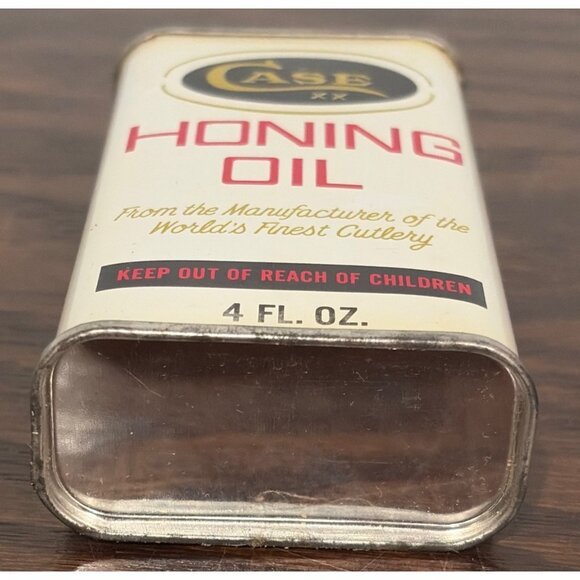 CASE
XX
HONING
OIL
From the Manufacturer of the
World's Finest Cutlery
KEEP OUT OF REACH OF CHILDREN
4 FL. OZ.